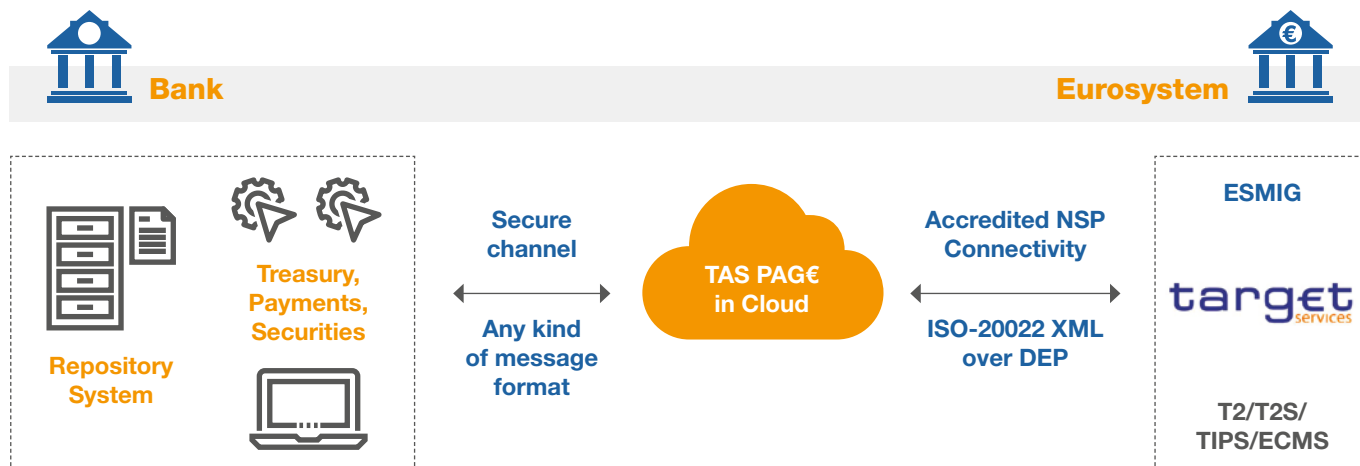 Bank
Eurosystem
€
Repository
System
Treasury,
Payments,
Securities
Secure
channel
Any kind
of message
format
TAS PAG€
in Cloud
Accredited NSP
Connectivity
ISO-20022 XML
over DEP
ESMIG
targ€t
services
T2/T2S/
TIPS/ECMS